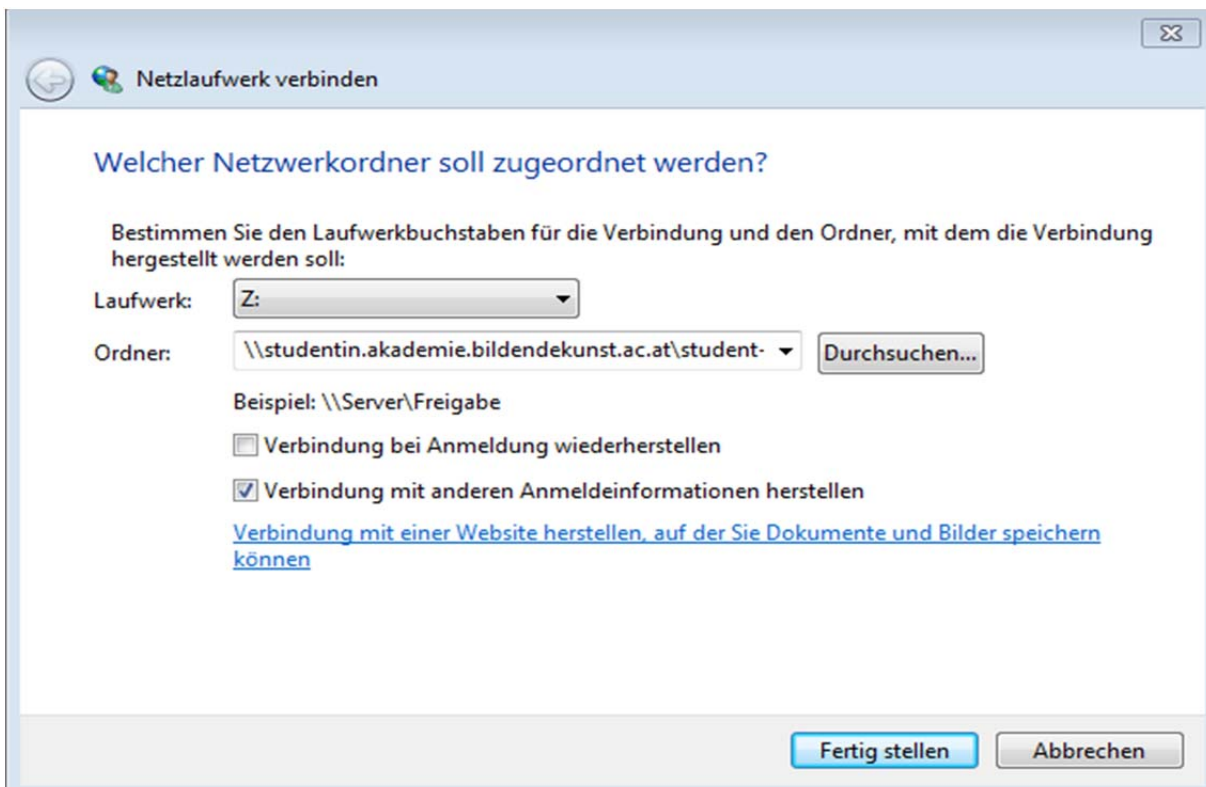 Netzlaufwerk verbinden
Welcher Netzwerkordner soll zugeordnet werden?
Bestimmen Sie den Laufwerkbuchstaben für die Verbindung und den Ordner, mit dem die Verbindung
hergestellt werden soll:
Laufwerk: Z:
Ordner: \\studentin.akademie.bildendekunst.ac.at\student- Durchsuchen...
Beispiel: \\Server\Freigabe
Verbindung bei Anmeldung wiederherstellen
Verbindung mit anderen Anmeldeinformationen herstellen
Verbindung mit einer Website herstellen, auf der Sie Dokumente und Bilder speichern
können
Fertig stellen Abbrechen